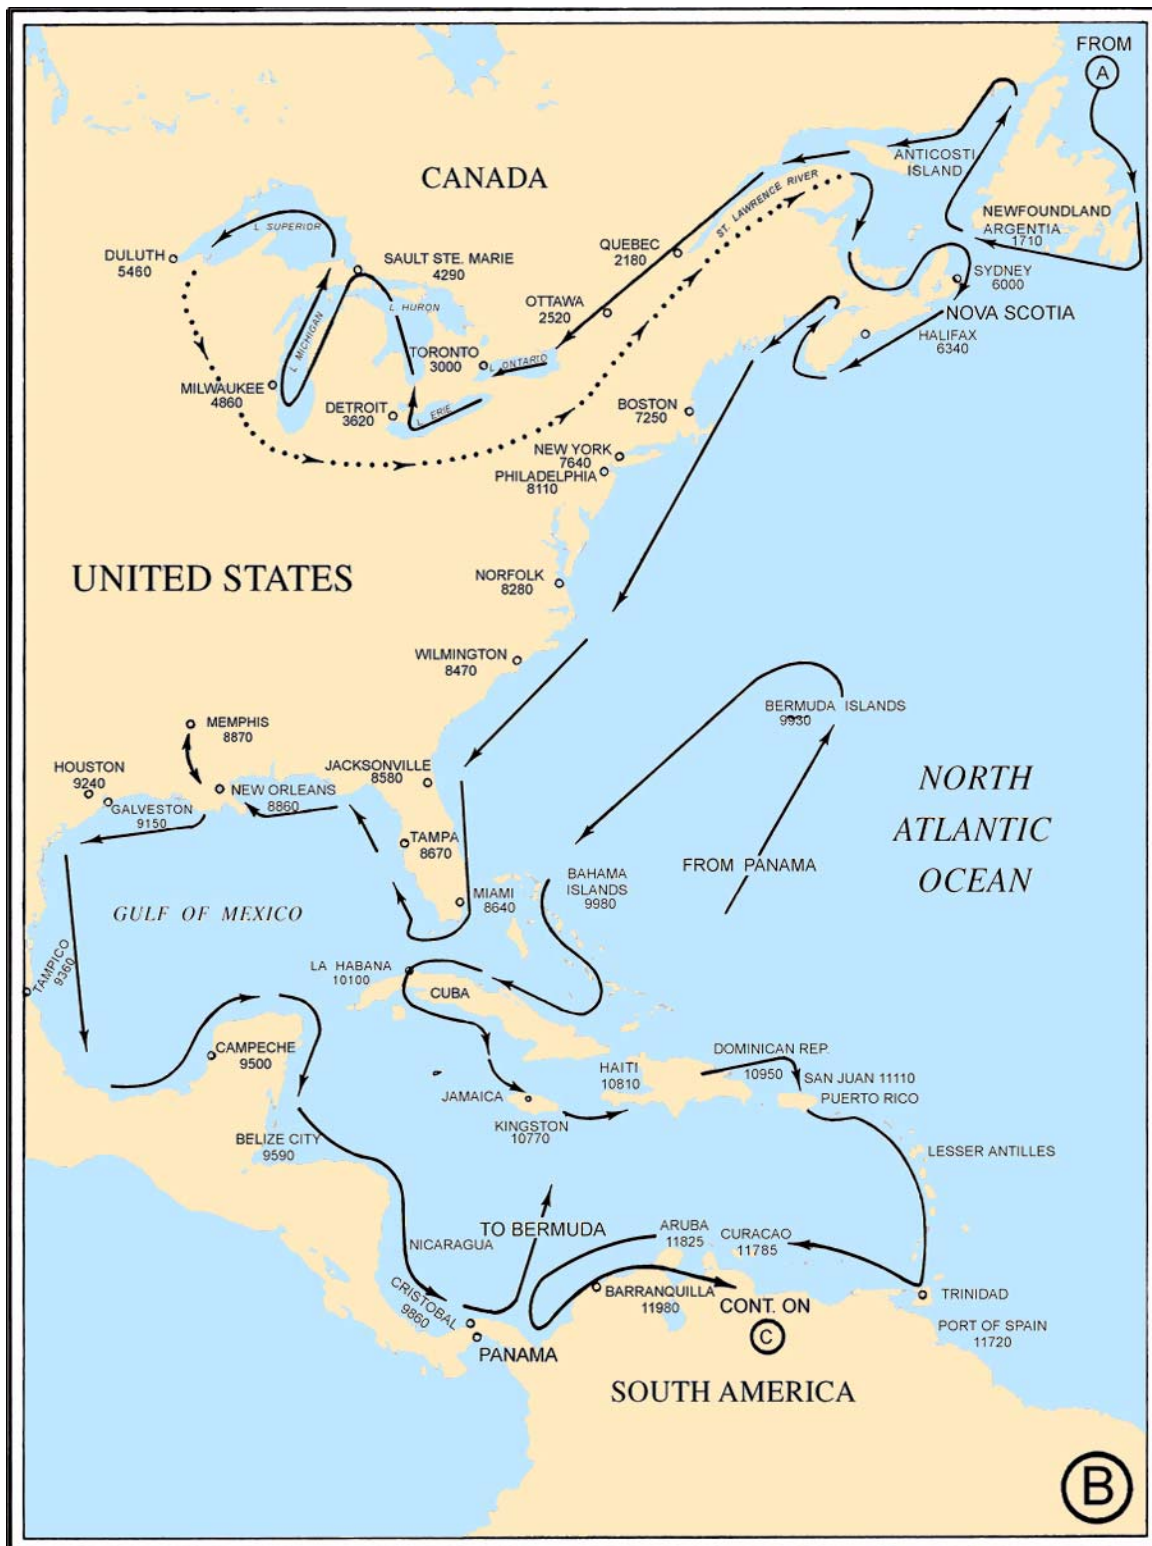 FROM
A
ANTICOSTI
ISLAND
CANADA
ST. LAWRENCE RIVER
NEWFOUNDLAND
ARGENTIA
1710
L. SUPERIOR
DULUTH
5460
SAULT STE. MARIE
4290
QUEBEC
2180
SYDNEY
6000
L. HURON
OTTAWA
2520
NOVA SCOTIA
HALIFAX
6340
L. MICHIGAN
TORONTO
3000
L. ONTARIO
MILWAUKEE
4860
DETROIT
3620
L. ERIE
BOSTON
7250
NEW YORK
7640
PHILADELPHIA
8110
UNITED STATES
NORFOLK
8280
WILMINGTON
8470
BERMUDA ISLANDS
9930
MEMPHIS
8870
HOUSTON
9240
JACKSONVILLE
8580
NEW ORLEANS
8860
GALVESTON
9150
NORTH
ATLANTIC
OCEAN
TAMPA
8670
FROM PANAMA
BAHAMA
ISLANDS
9980
MIAMI
8640
GULF OF MEXICO
TAMPICO
9360
LA HABANA
10100
CUBA
CAMPECHE
9500
DOMINICAN REP.
10950
HAITI
10810
SAN JUAN 11110
PUERTO RICO
JAMAICA
KINGSTON
10770
BELIZE CITY
9590
LESSER ANTILLES
TO BERMUDA
ARUBA
11825
CURACAO
11785
NICARAGUA
CRISTOBAL
9860
BARRANQUILLA
11980
CONT. ON
C
TRINIDAD
PORT OF SPAIN
11720
PANAMA
SOUTH AMERICA
B